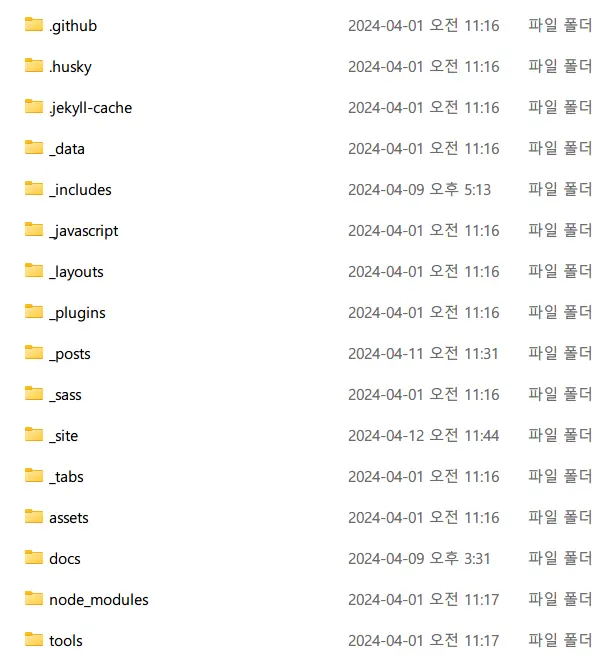 .github 2024-04-01 오전 11:16 파일 폴더
.husky 2024-04-01 오전 11:16 파일 폴더
.jekyll-cache 2024-04-01 오전 11:16 파일 폴더
_data 2024-04-01 오전 11:16 파일 폴더
_includes 2024-04-09 오후 5:13 파일 폴더
_javascript 2024-04-01 오전 11:16 파일 폴더
_layouts 2024-04-01 오전 11:16 파일 폴더
_plugins 2024-04-01 오전 11:16 파일 폴더
_posts 2024-04-11 오전 11:31 파일 폴더
_sass 2024-04-01 오전 11:16 파일 폴더
_site 2024-04-12 오전 11:44 파일 폴더
_tabs 2024-04-01 오전 11:16 파일 폴더
assets 2024-04-01 오전 11:16 파일 폴더
docs 2024-04-09 오후 3:31 파일 폴더
node_modules 2024-04-01 오전 11:17 파일 폴더
tools 2024-04-01 오전 11:17 파일 폴더